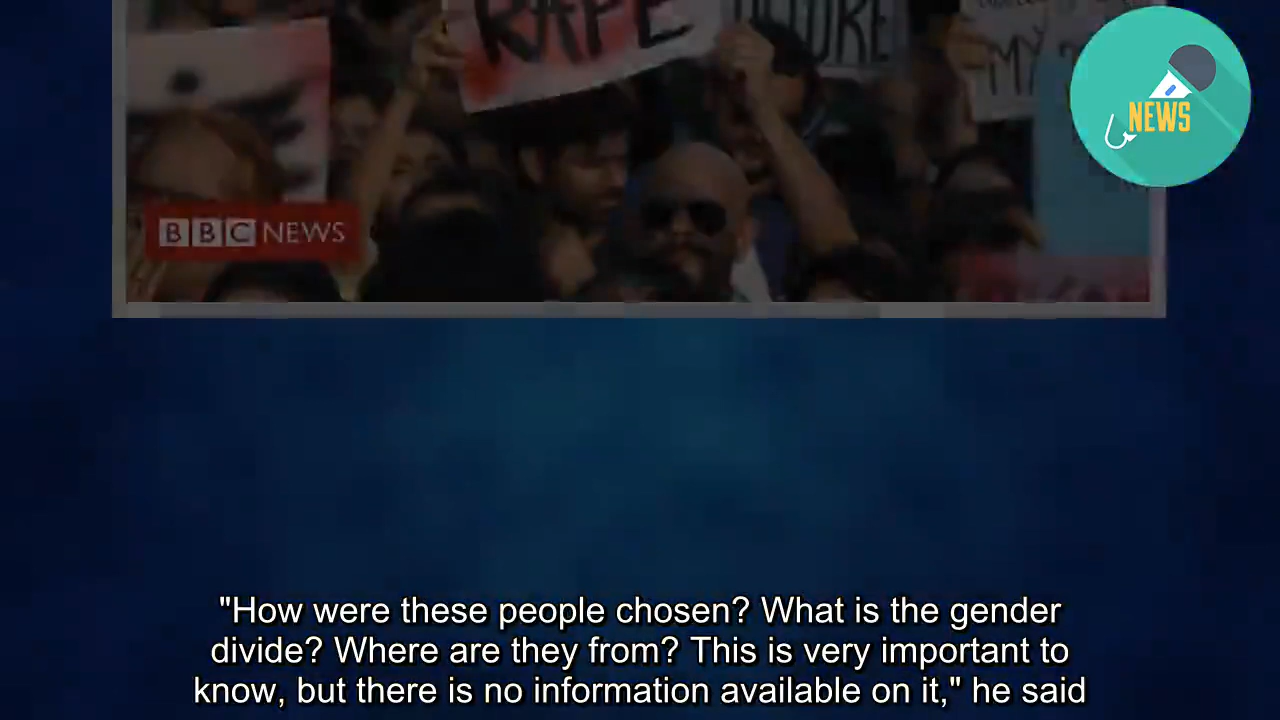 RAPE
MY
NEWS
BBC NEWS
"How were these people chosen? What is the gender
divide? Where are they from? This is very important to
know, but there is no information available on it," he said